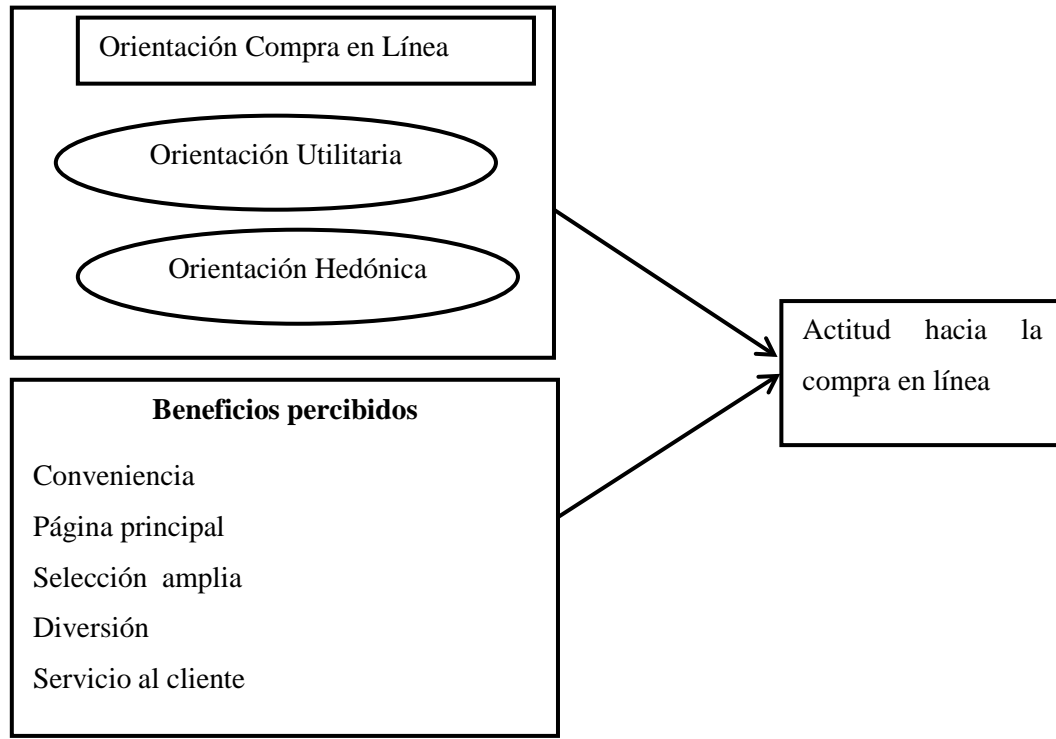 Orientación Compra en Línea
Orientación Utilitaria
Orientación Hedónica
Actitud hacia la
compra en línea
Beneficios percibidos
Conveniencia
Página principal
Selección amplia
Diversión
Servicio al cliente